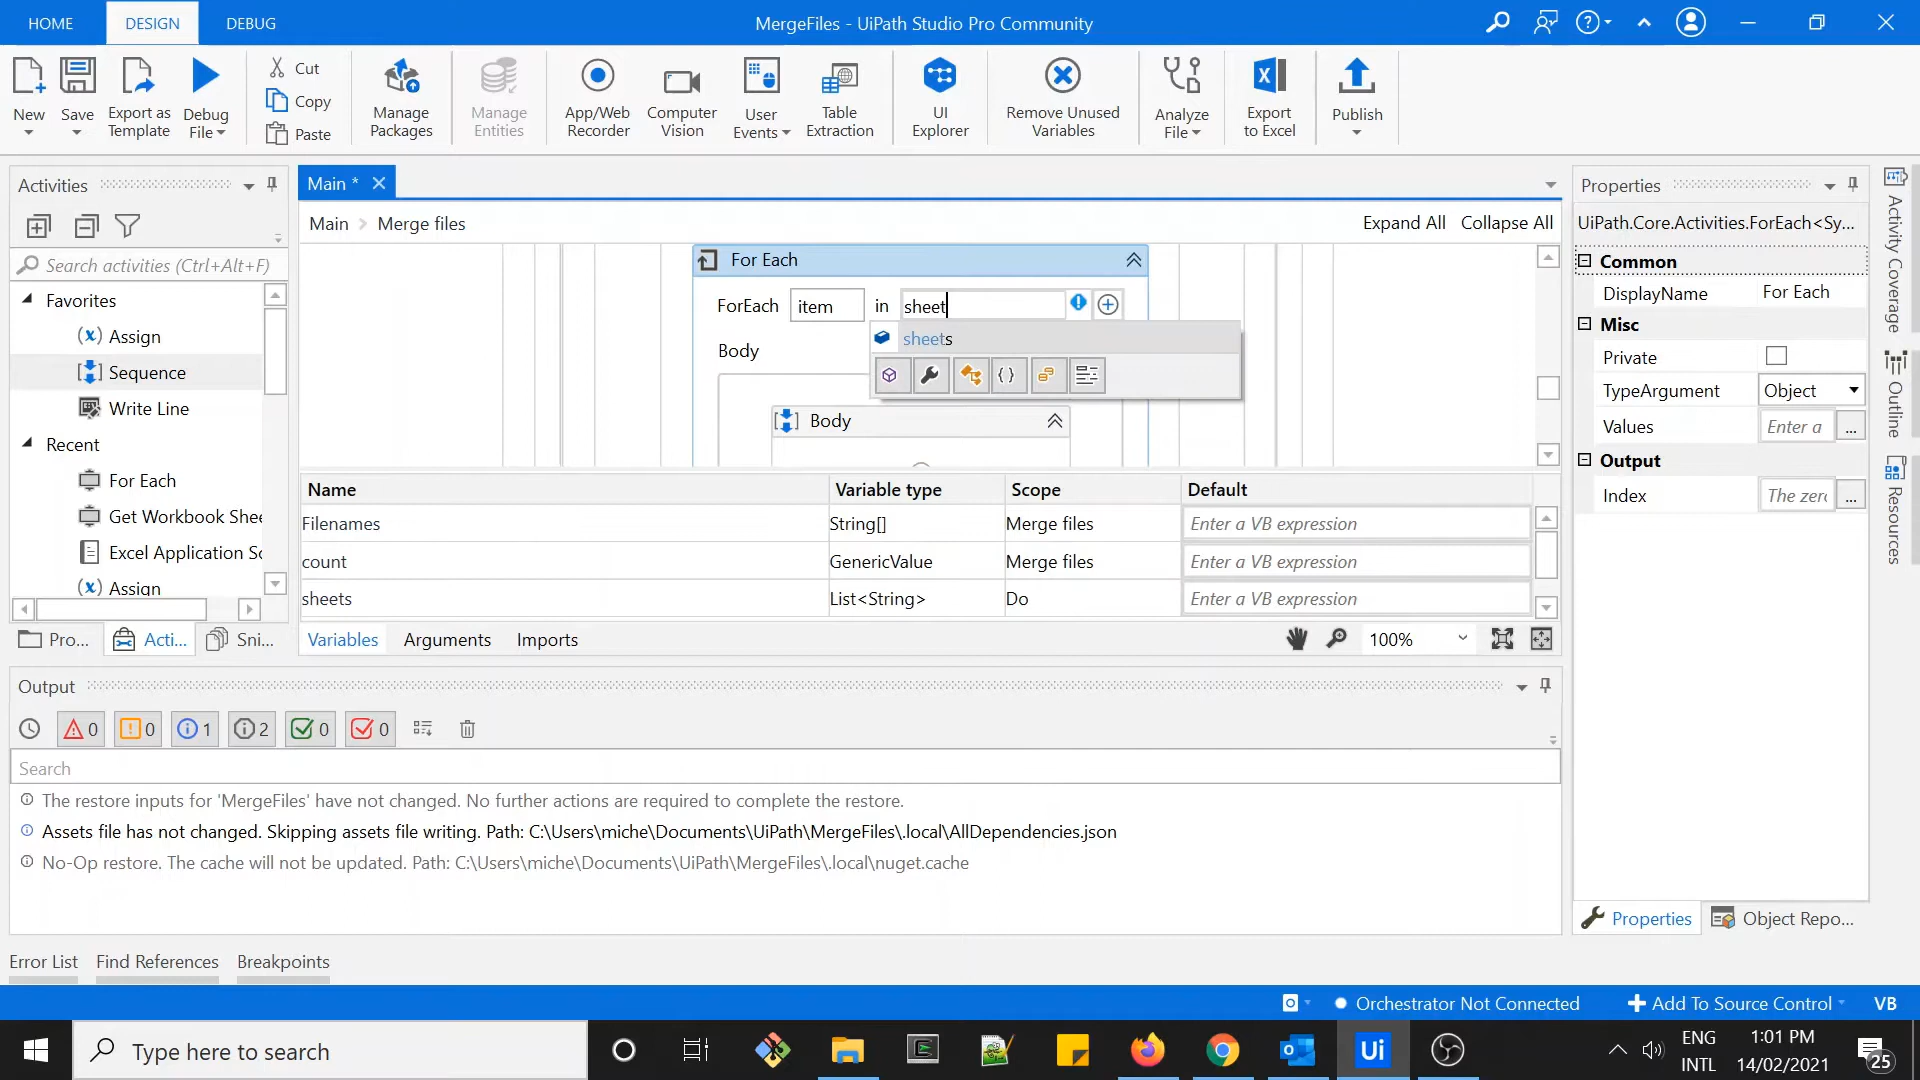 HOME
DESIGN
DEBUG
MergeFiles - UiPath Studio Pro Community
New
Save
Export as
Template
Debug
File
Cut
Copy
Paste
Manage
Packages
Manage
Entities
App/Web
Recorder
Computer
Vision
User
Events
Table
Extraction
UI
Explorer
Remove Unused
Variables
Analyze
File
Export
to Excel
Publish
Activities
Search activities (Ctrl+Alt+F)
Favorites
Assign
Sequence
Write Line
Recent
For Each
Get Workbook Shee
Excel Application Sc
Assign
Pro...
Acti...
Sni...
Main *
Main > Merge files
Expand All
Collapse All
For Each
ForEach item in sheet
sheets
Body
Body
Name Variable type Scope Default
Filenames String[] Merge files Enter a VB expression
count GenericValue Merge files Enter a VB expression
sheets List<String> Do Enter a VB expression
Variables
Arguments
Imports
100%
Output
0
0
1
2
0
0
Search
The restore inputs for 'MergeFiles' have not changed. No further actions are required to complete the restore.
Assets file has not changed. Skipping assets file writing. Path: C:\Users\miche\Documents\UiPath\MergeFiles\.local\AllDependencies.json
No-Op restore. The cache will not be updated. Path: C:\Users\miche\Documents\UiPath\MergeFiles\.local\nuget.cache
Properties
UiPath.Core.Activities.ForEach<Sy...
Common
DisplayName For Each
Misc
Private
TypeArgument Object
Values Enter a ...
Output
Index The zero ...
Properties
Object Repo...
Activity Coverage
Outline
Resources
Error List
Find References
Breakpoints
Orchestrator Not Connected
Add To Source Control
VB
Type here to search
Ui
ENG
INTL
1:01 PM
14/02/2021
25